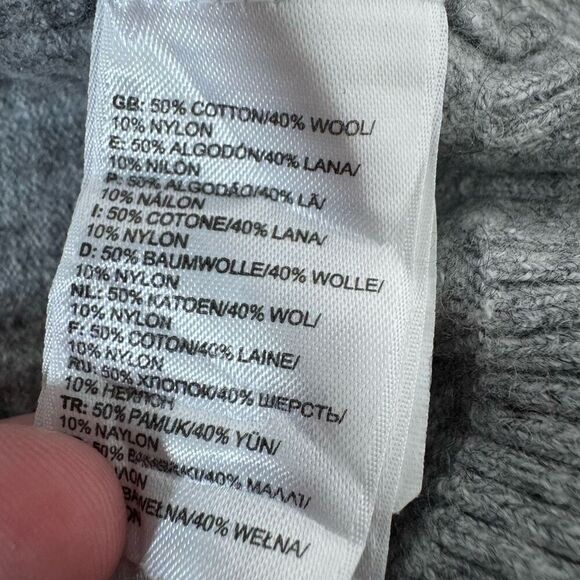 GB: 50% COTTON/40% WOOL/
10% NYLON
E: 50% ALGODÓN/40% LANA/
10% NILÓN
P: 50% ALGODÃO/40% LÃ/
10% NÁILON
I: 50% COTONE/40% LANA/
10% NYLON
D: 50% BAUMWOLLE/40% WOLLE/
10% NYLON
NL: 50% KATOEN/40% WOL/
10% NYLON
F: 50% COTON/40% LAINE/
10% NYLON
RU: 50% ХЛОПОК/40% ШЕРСТЬ/
10% НЕЙЛОН
TR: 50% PAMUK/40% YÜN/
10% NAYLON
50% 40% ΜΑΛΛΙ/
BAWEŁNA/40% WEŁNA/